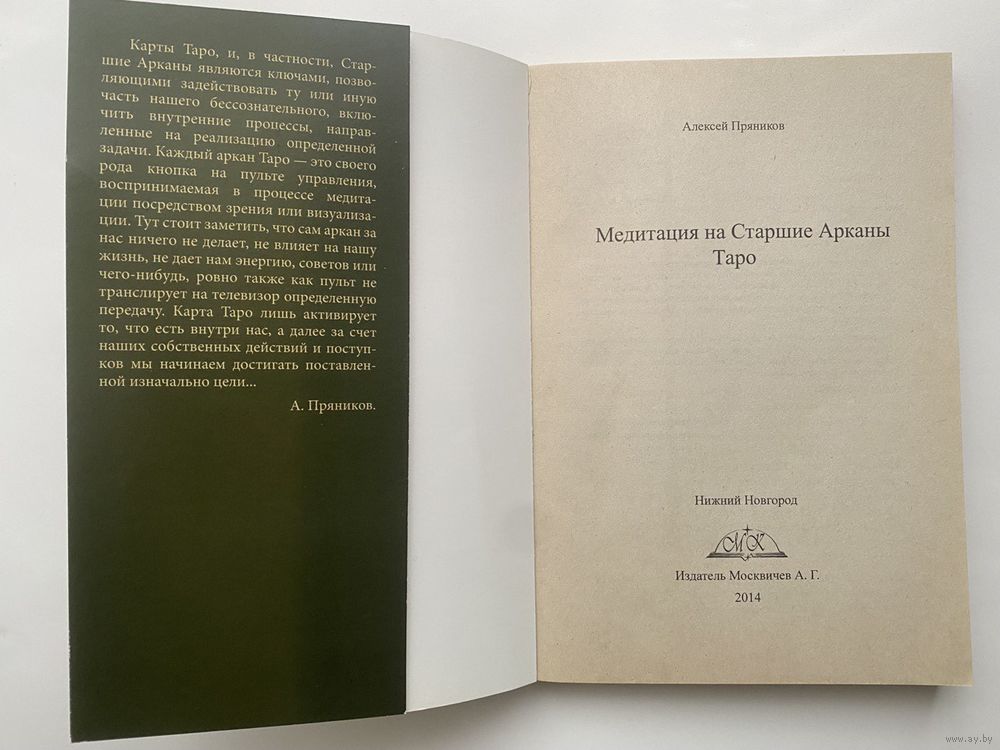 Карты Таро, и, в частности, Стар-
шие Арканы являются ключами, позво-
ляющими задействовать ту или иную
часть нашего бессознательного, вклю-
чить внутренние процессы, направ-
ленные на реализацию определенной
задачи. Каждый аркан Таро — это своего
рода кнопка на пульте управления,
воспринимаемая в процессе медита-
ции посредством зрения или визуализа-
ции. Тут стоит заметить, что сам аркан за
нас ничего не делает, не влияет на нашу
жизнь, не дает нам энергию, советов или
чего-нибудь, ровно также как пульт не
транслирует на телевизор определенную
передачу. Карта Таро лишь активирует
то, что есть внутри нас, а далее за счет
наших собственных действий и поступ-
ков мы начинаем достигать поставлен-
ной изначально цели...
А. Пряников.
Алексей Пряников
Медитация на Старшие Арканы
Таро
Нижний Новгород
МК
Издатель Москвичев А. Г.
2014
www.ay.by